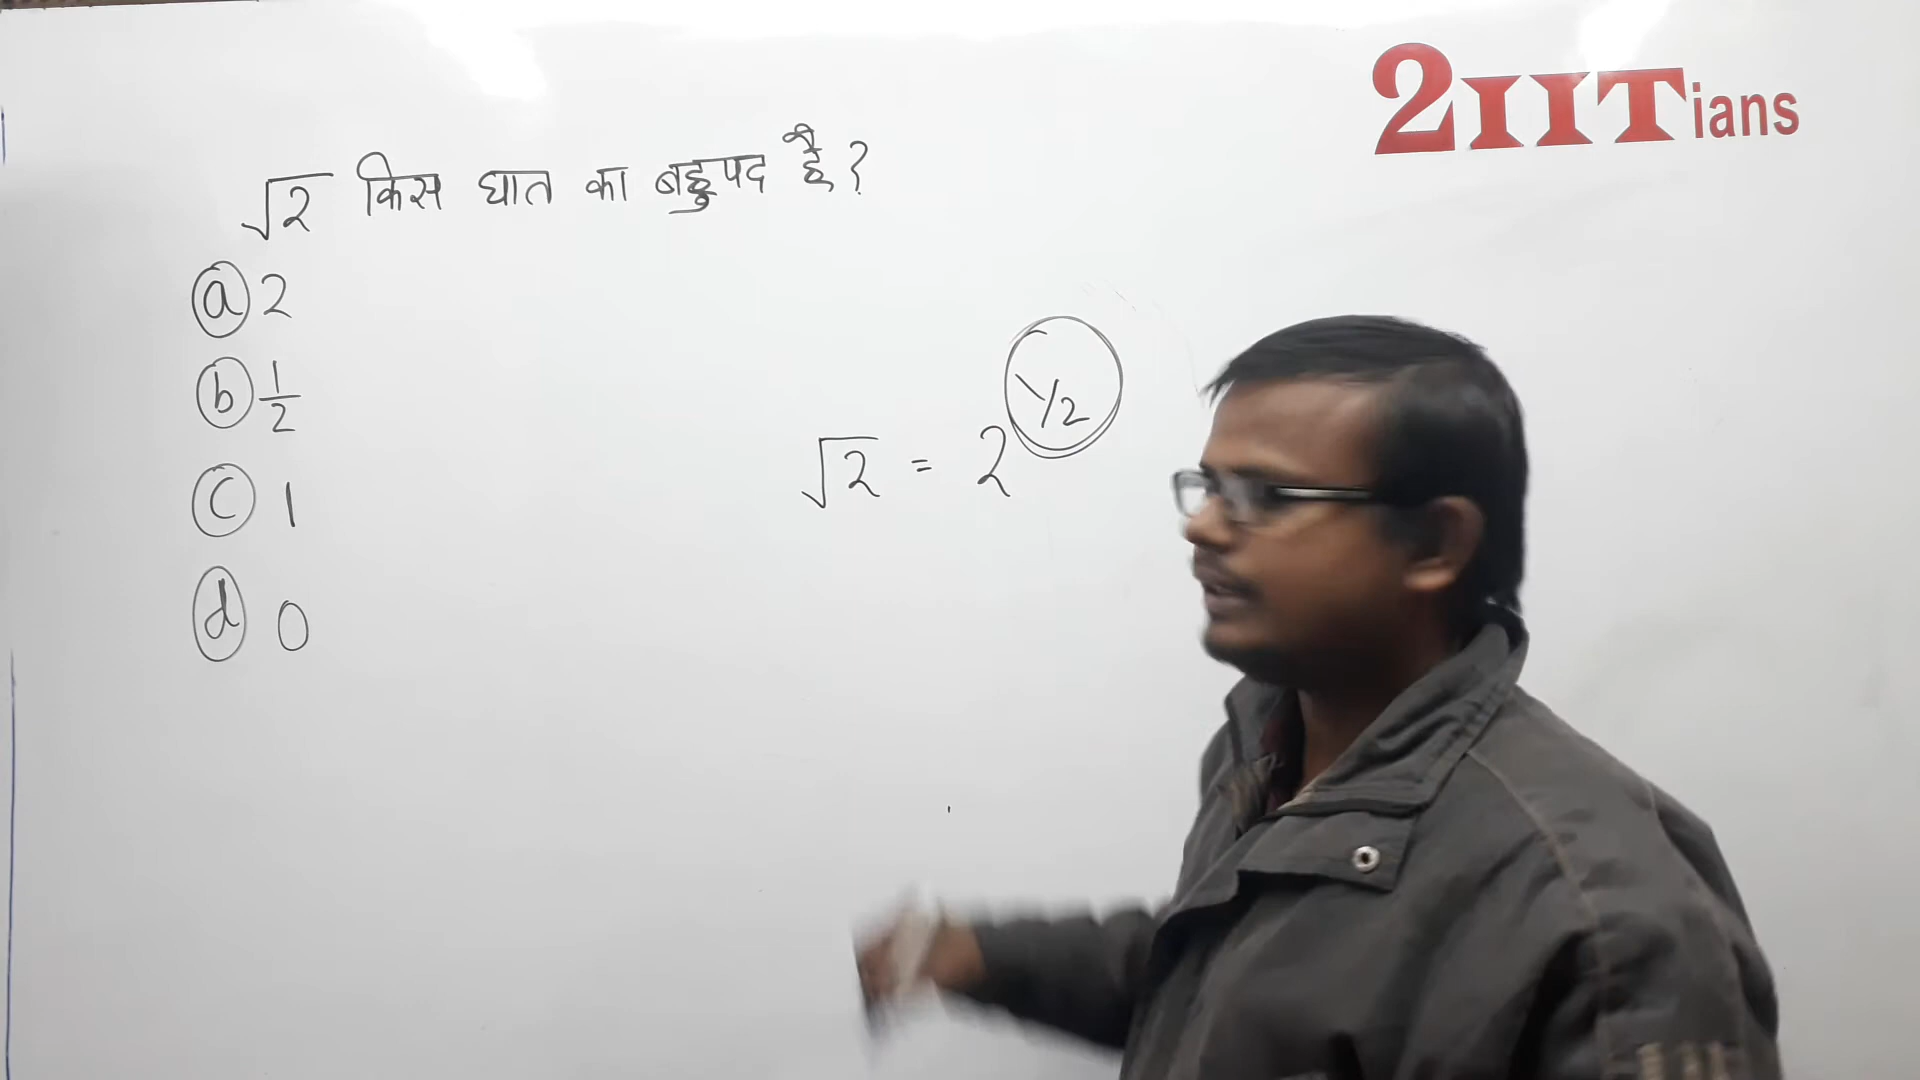 2IITians
√2 किस घात का बहुपद है?
ⓐ 2
ⓑ 1/2
ⓒ 1
ⓓ 0
√2 = 2^1/2